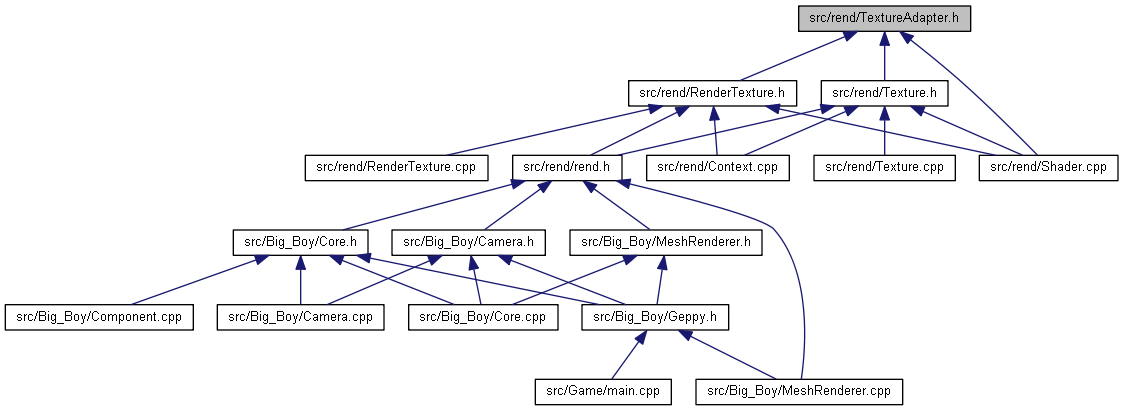 src/rend/TextureAdapter.h
src/rend/RenderTexture.h
src/rend/Texture.h
src/rend/RenderTexture.cpp
src/rend/rend.h
src/rend/Context.cpp
src/rend/Texture.cpp
src/rend/Shader.cpp
src/Big_Boy/Core.h
src/Big_Boy/Camera.h
src/Big_Boy/MeshRenderer.h
src/Big_Boy/Component.cpp
src/Big_Boy/Camera.cpp
src/Big_Boy/Core.cpp
src/Big_Boy/Geppy.h
src/Game/main.cpp
src/Big_Boy/MeshRenderer.cpp